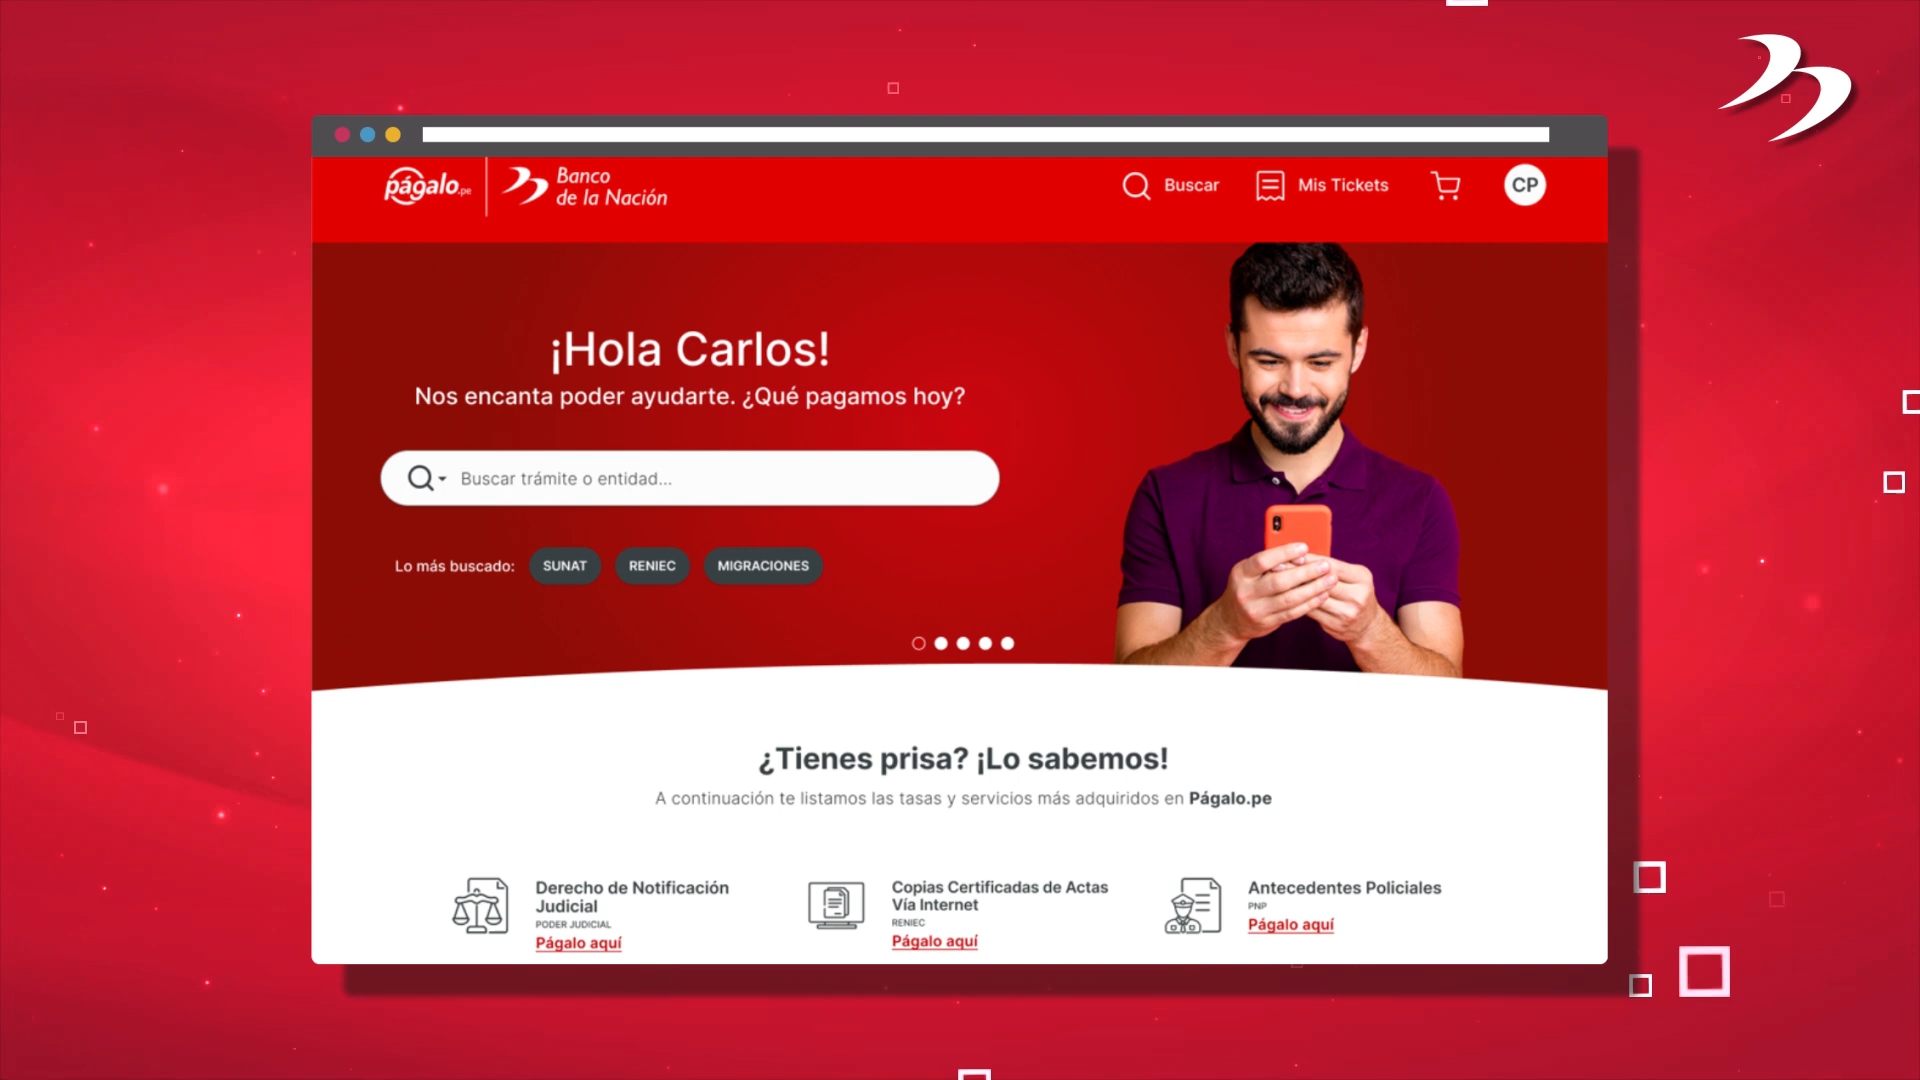 págalo.pe
Banco
de la Nación
Buscar
Mis Tickets
CP
¡Hola Carlos!
Nos encanta poder ayudarte. ¿Qué pagamos hoy?
Buscar trámite o entidad...
Lo más buscado:
SUNAT
RENIEC
MIGRACIONES
¿Tienes prisa? ¡Lo sabemos!
A continuación te listamos las tasas y servicios más adquiridos en Págalo.pe
Derecho de Notificación
Judicial
PODER JUDICIAL
Págalo aquí
Copias Certificadas de Actas
Vía Internet
RENIEC
Págalo aquí
Antecedentes Policiales
PNP
Págalo aquí